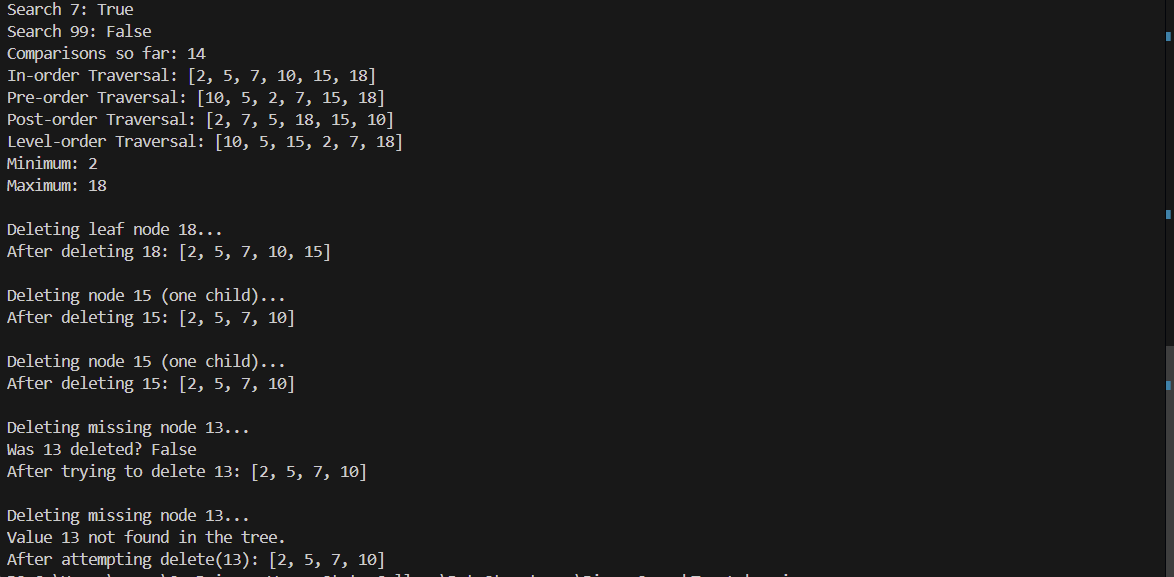 Search 7: True
Search 99: False
Comparisons so far: 14
In-order Traversal: [2, 5, 7, 10, 15, 18]
Pre-order Traversal: [10, 5, 2, 7, 15, 18]
Post-order Traversal: [2, 7, 5, 18, 15, 10]
Level-order Traversal: [10, 5, 15, 2, 7, 18]
Minimum: 2
Maximum: 18
Deleting leaf node 18...
After deleting 18: [2, 5, 7, 10, 15]
Deleting node 15 (one child)...
After deleting 15: [2, 5, 7, 10]
Deleting node 15 (one child)...
After deleting 15: [2, 5, 7, 10]
Deleting missing node 13...
Was 13 deleted? False
After trying to delete 13: [2, 5, 7, 10]
Deleting missing node 13...
Value 13 not found in the tree.
After attempting delete(13): [2, 5, 7, 10]